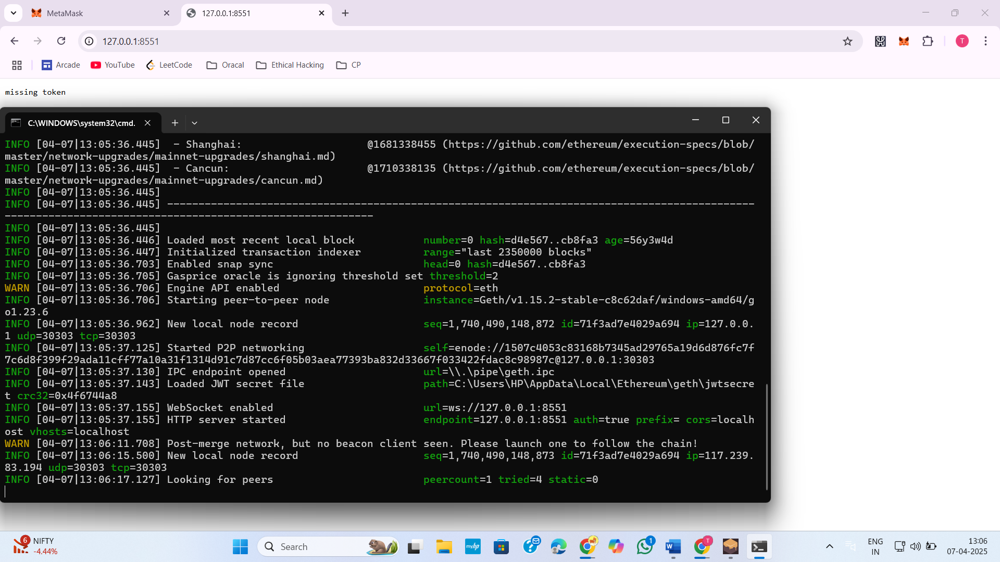 MetaMask
127.0.0.1:8551
127.0.0.1:8551
T
Arcade YouTube LeetCode Oracal Ethical Hacking CP
missing token
C:\WINDOWS\system32\cmd.
INFO [04-07|13:05:36.445]  - Shanghai:                    @1681338455 (https://github.com/ethereum/execution-specs/blob/
master/network-upgrades/mainnet-upgrades/shanghai.md)
INFO [04-07|13:05:36.445]  - Cancun:                      @1710338135 (https://github.com/ethereum/execution-specs/blob/
master/network-upgrades/mainnet-upgrades/cancun.md)
INFO [04-07|13:05:36.445]
INFO [04-07|13:05:36.445] ----------------------------------------------------------------------------------------------
-----------------------------------------------------------
INFO [04-07|13:05:36.445]
INFO [04-07|13:05:36.446] Loaded most recent local block           number=0 hash=d4e567..cb8fa3 age=56y3w4d
INFO [04-07|13:05:36.447] Initialized transaction indexer          range="last 2350000 blocks"
INFO [04-07|13:05:36.703] Enabled snap sync                        head=0 hash=d4e567..cb8fa3
INFO [04-07|13:05:36.705] Gasprice oracle is ignoring threshold set threshold=2
WARN [04-07|13:05:36.706] Engine API enabled                       protocol=eth
INFO [04-07|13:05:36.706] Starting peer-to-peer node               instance=Geth/v1.15.2-stable-c8c62daf/windows-amd64/g
o1.23.6
INFO [04-07|13:05:36.962] New local node record                    seq=1,740,490,148,872 id=71f3ad7e4029a694 ip=127.0.0.
1 udp=30303 tcp=30303
INFO [04-07|13:05:37.125] Started P2P networking                   self=enode://1507c4053c83168b7345ad29765a19d6d876fc7f
7c6d8f399f29ada11cff77a10a31f1314d91c7d87cc6f05b03aea77393ba832d33667f033422fdac8c98987c@127.0.0.1:30303
INFO [04-07|13:05:37.130] IPC endpoint opened                      url=\\.\pipe\geth.ipc
INFO [04-07|13:05:37.143] Loaded JWT secret file                   path=C:\Users\HP\AppData\Local\Ethereum\geth\jwtsecre
t crc32=0x4f6744a8
INFO [04-07|13:05:37.155] WebSocket enabled                        url=ws://127.0.0.1:8551
INFO [04-07|13:05:37.155] HTTP server started                      endpoint=127.0.0.1:8551 auth=true prefix= cors=localh
ost vhosts=localhost
WARN [04-07|13:06:11.708] Post-merge network, but no beacon client seen. Please launch one to follow the chain!
INFO [04-07|13:06:15.500] New local node record                    seq=1,740,490,148,873 id=71f3ad7e4029a694 ip=117.239.
83.194 udp=30303 tcp=30303
INFO [04-07|13:06:17.127] Looking for peers                        peercount=1 tried=4 static=0
6 NIFTY
-4.44%
Search
myhp
1
W
T
ENG
IN
13:06
07-04-2025